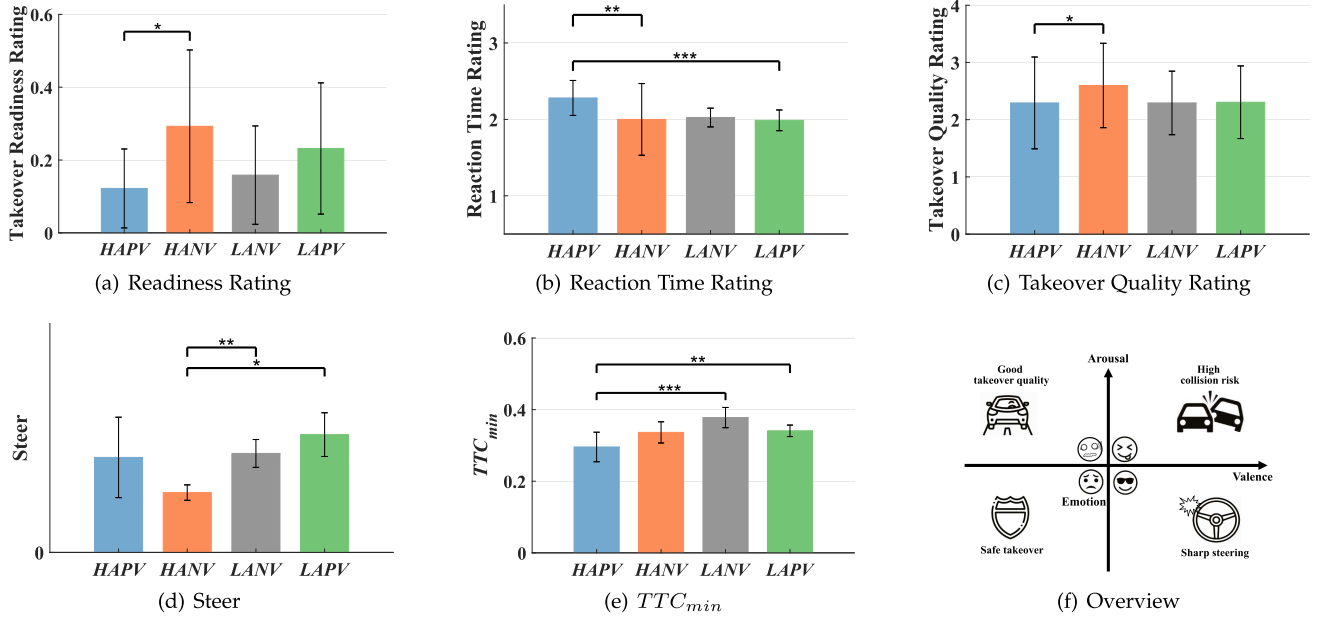 Takeover Readiness Rating
0.6
0.4
0.2
0
*
HAPV HANV LANV LAPV
(a) Readiness Rating
Reaction Time Rating
3
2
1
**
***
HAPV HANV LANV LAPV
(b) Reaction Time Rating
Takeover Quality Rating
4
3
2
1
0
*
HAPV HANV LANV LAPV
(c) Takeover Quality Rating
Steer
0
**
*
HAPV HANV LANV LAPV
(d) Steer
TTCmin
0.6
0.4
0.2
0
**
***
HAPV HANV LANV LAPV
(e) TTCmin
Arousal
Good
takeover quality
High
collision risk
Valence
Emotion
Safe takeover
Sharp steering
(f) Overview